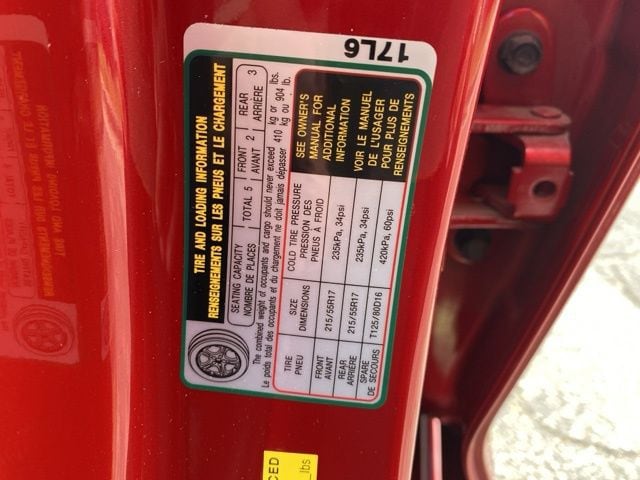 17L6
TIRE AND LOADING INFORMATION
RENSEIGNEMENTS SUR LES PNEUS ET LE CHARGEMENT
SEATING CAPACITY
NOMBRE DE PLACES
TOTAL 5
FRONT
AVANT
2
REAR
ARRIÈRE
3
The combined weight of occupants and cargo should never exceed 410 kg or 904 lbs.
Le poids total des occupants et du chargement ne doit jamais dépasser 410 kg ou 904 lb.
TIRE
PNEU
SIZE
DIMENSIONS
COLD TIRE PRESSURE
PRESSION DES
PNEUS À FROID
SEE OWNER'S
MANUAL FOR
ADDITIONAL
INFORMATION
VOIR LE MANUEL
DE L'USAGER
POUR PLUS DE
RENSEIGNEMENTS
FRONT
AVANT
215/55R17
235kPa, 34psi
REAR
ARRIÈRE
215/55R17
235kPa, 34psi
SPARE
DE SECOURS
T125/80D16
420kPa, 60psi
CED
lbs